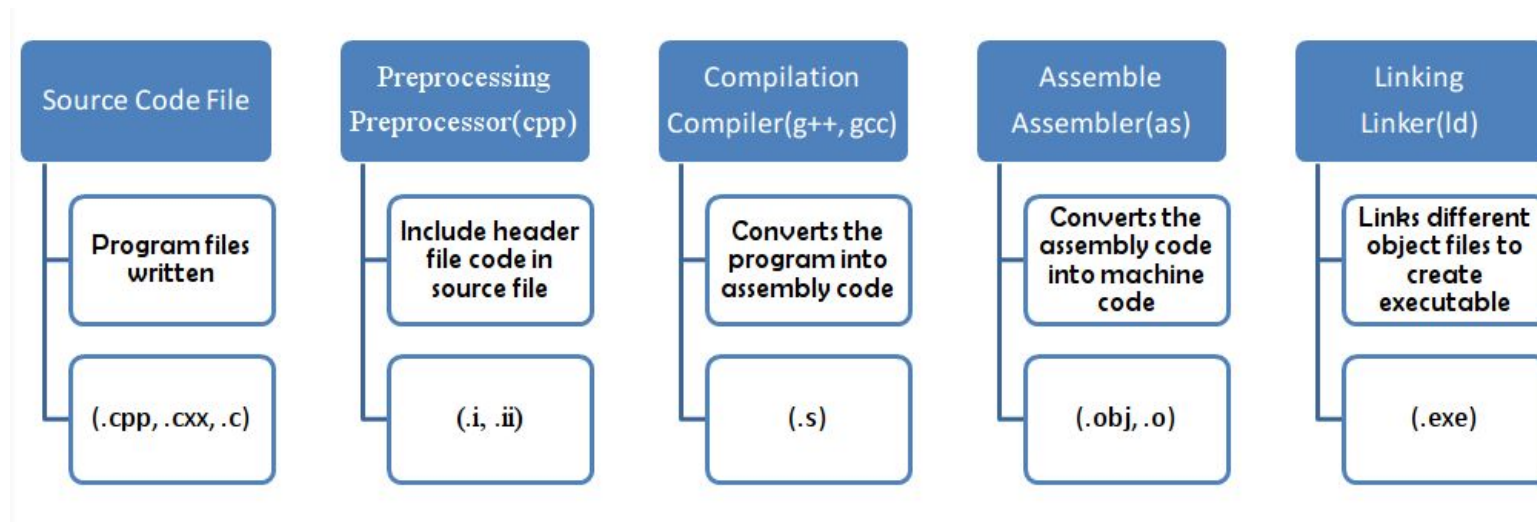 Source Code File
Program files
written
(.cpp, .cxx, .c)
Preprocessing
Preprocessor(cpp)
Include header
file code in
source file
(.i, .ii)
Compilation
Compiler(g++, gcc)
Converts the
program into
assembly code
(.s)
Assemble
Assembler(as)
Converts the
assembly code
into machine
code
(.obj, .o)
Linking
Linker(ld)
Links different
object files to
create
executable
(.exe)